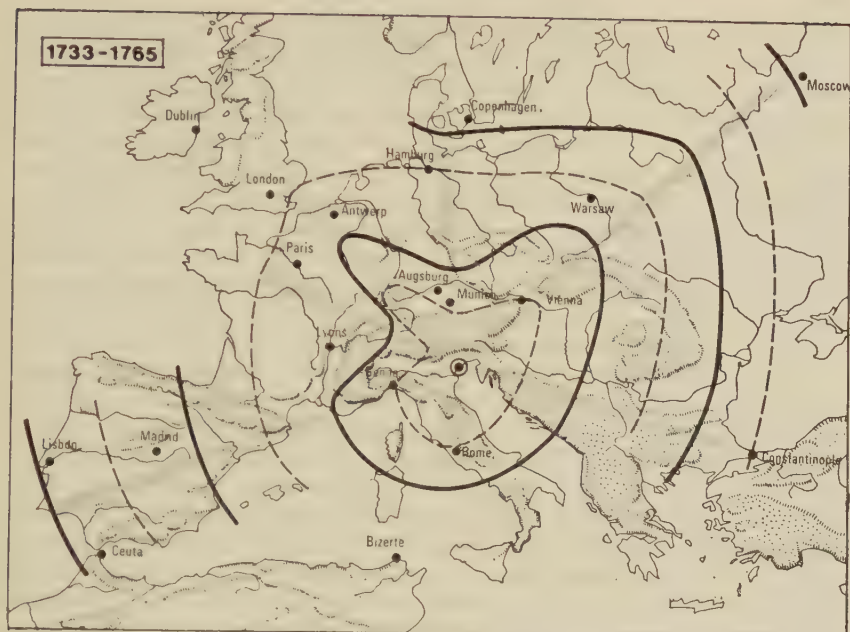 1733-1765
Moscow
Copenhagen.
Dublin
Hamburg
London
Warsaw
Antwerp
Paris
Augsburg
Munich
Vienna
Lyons
Genoa
Lisbon
Madrid
Rome.
Constantinople
Ceuta
Bizerte